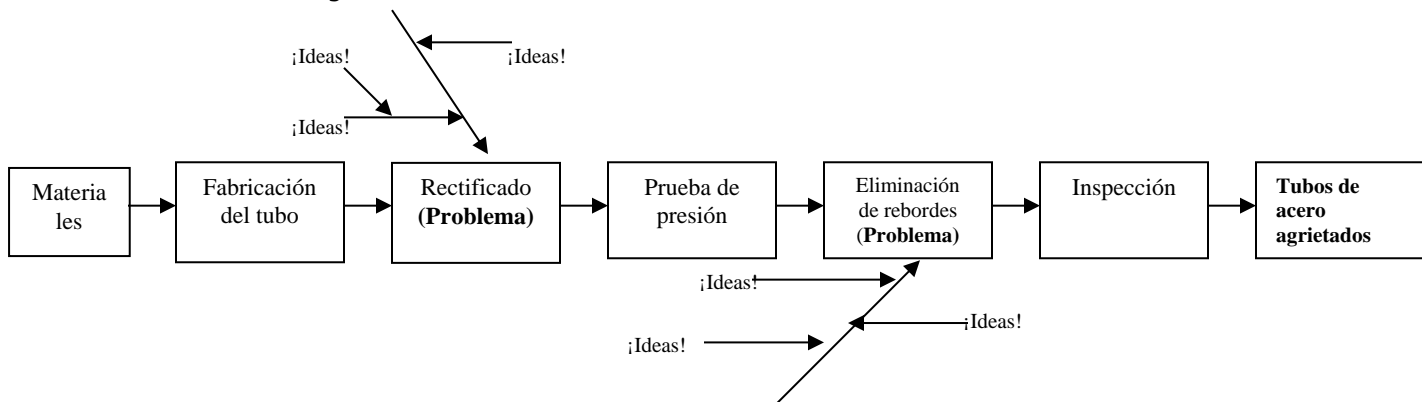 ¡Ideas!
¡Ideas!
¡Ideas!
Materia
les
Fabricación
del tubo
Rectificado
(Problema)
Prueba de
presión
Eliminación
de rebordes
(Problema)
Inspección
Tubos de
acero
agrietados
¡Ideas!
¡Ideas!
¡Ideas!